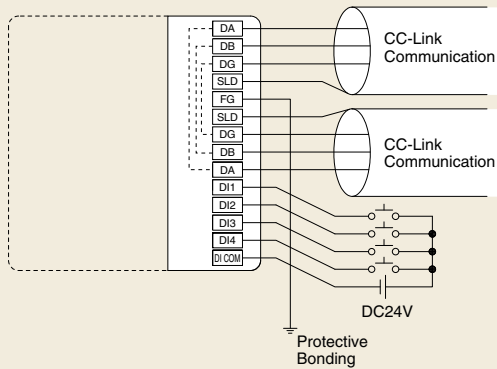 DA
DB
DG
SLD
FG
SLD
DG
DB
DA
DI1
DI2
DI3
DI4
DI COM
CC-Link
Communication
CC-Link
Communication
DC24V
Protective
Bonding